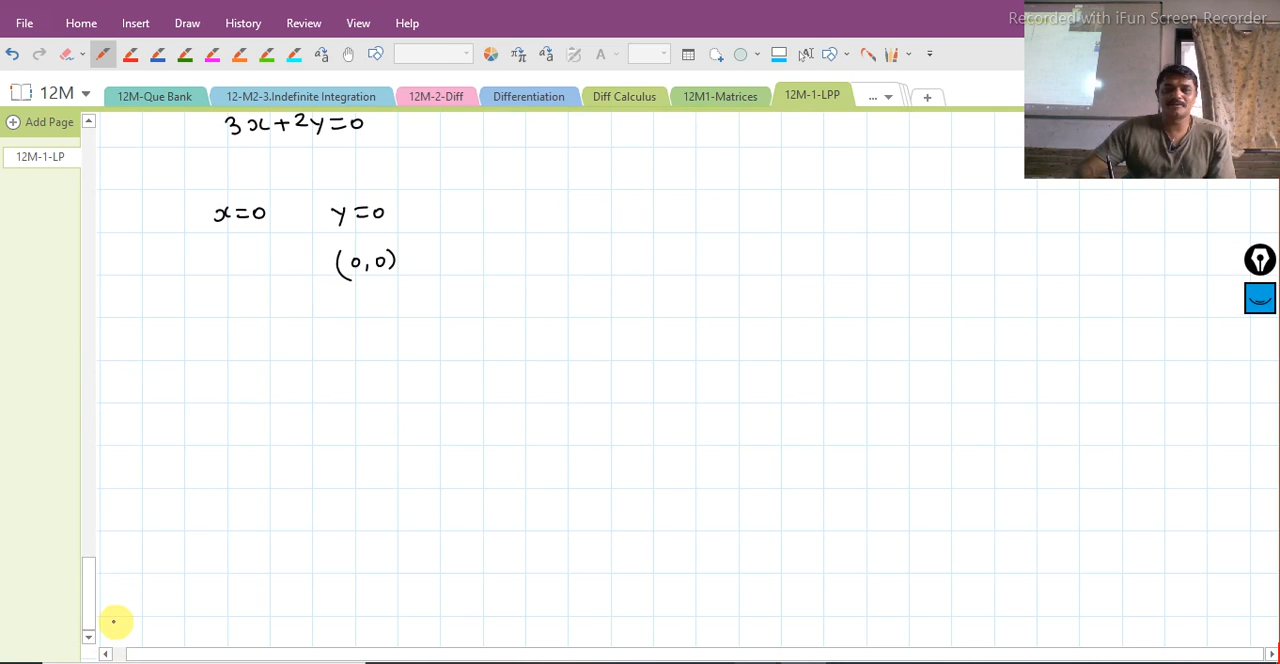 File Home Insert Draw History Review View Help
Recorded with iFun Screen Recorder
12M 12M-Que Bank 12-M2-3.Indefinite Integration 12M-2-Diff Differentiation Diff Calculus 12M1-Matrices 12M-1-LPP ...
Add Page
12M-1-LP
3x+2y=0
x=0 y=0
(0,0)